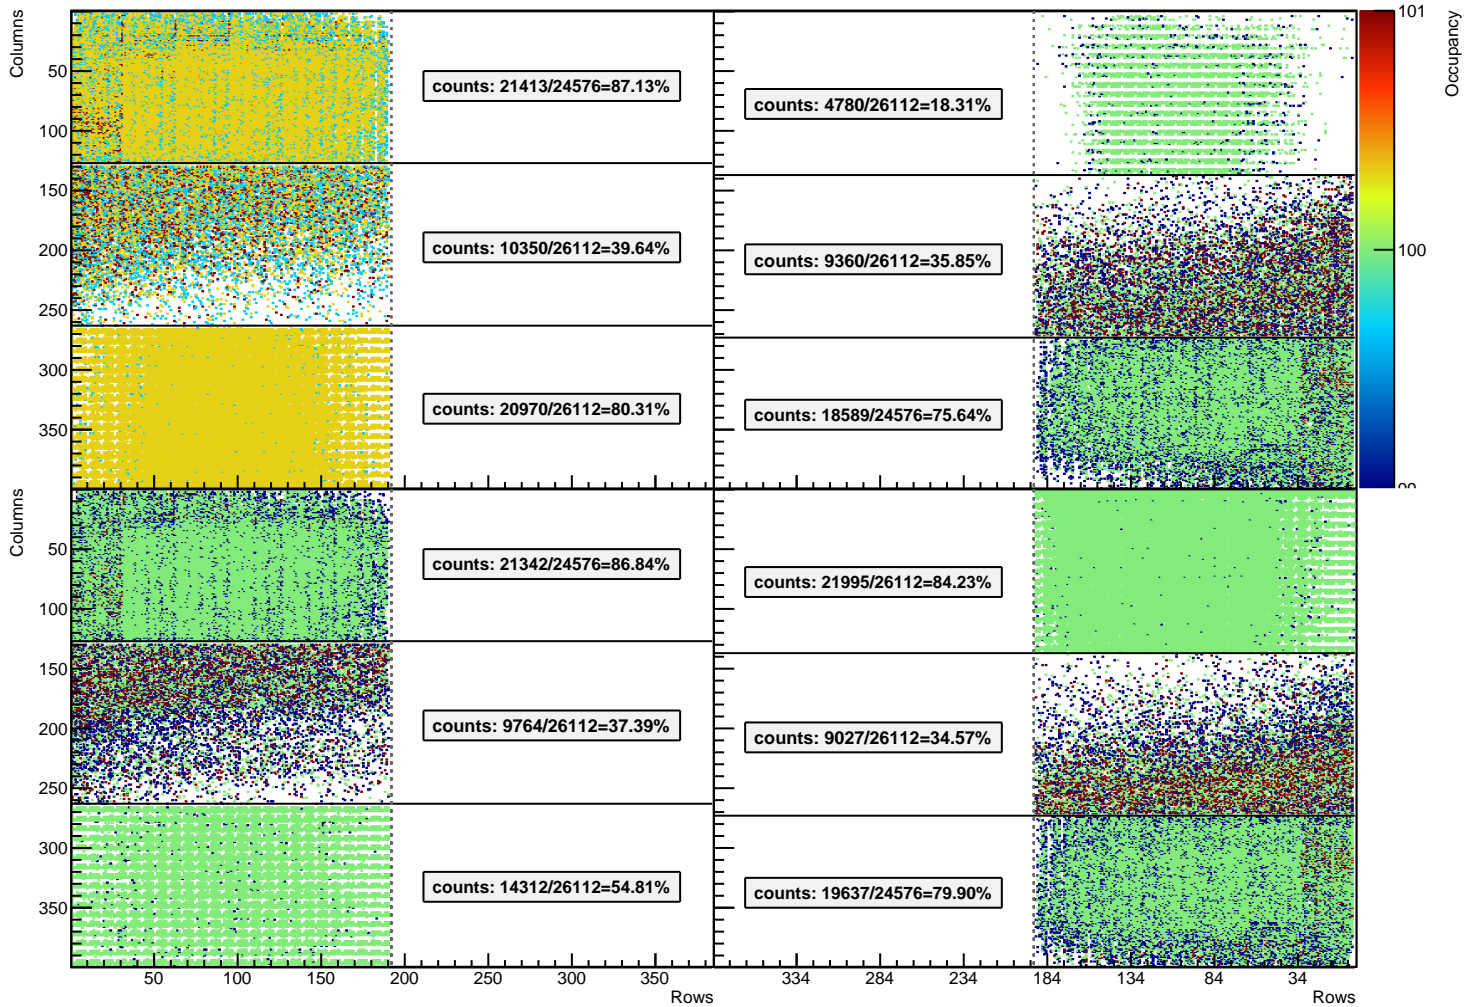 101
Occupancy
Columns
50
100
150
200
250
300
350
counts: 21413/24576=87.13%
counts: 4780/26112=18.31%
counts: 10350/26112=39.64%
counts: 9360/26112=35.85%
100
counts: 20970/26112=80.31%
counts: 18589/24576=75.64%
Columns
50
100
150
200
250
300
350
counts: 21342/24576=86.84%
counts: 21995/26112=84.23%
counts: 9764/26112=37.39%
counts: 9027/26112=34.57%
counts: 14312/26112=54.81%
counts: 19637/24576=79.90%
50 100 150 200 250 300 350 334 284 234 184 134 84 34
Rows Rows